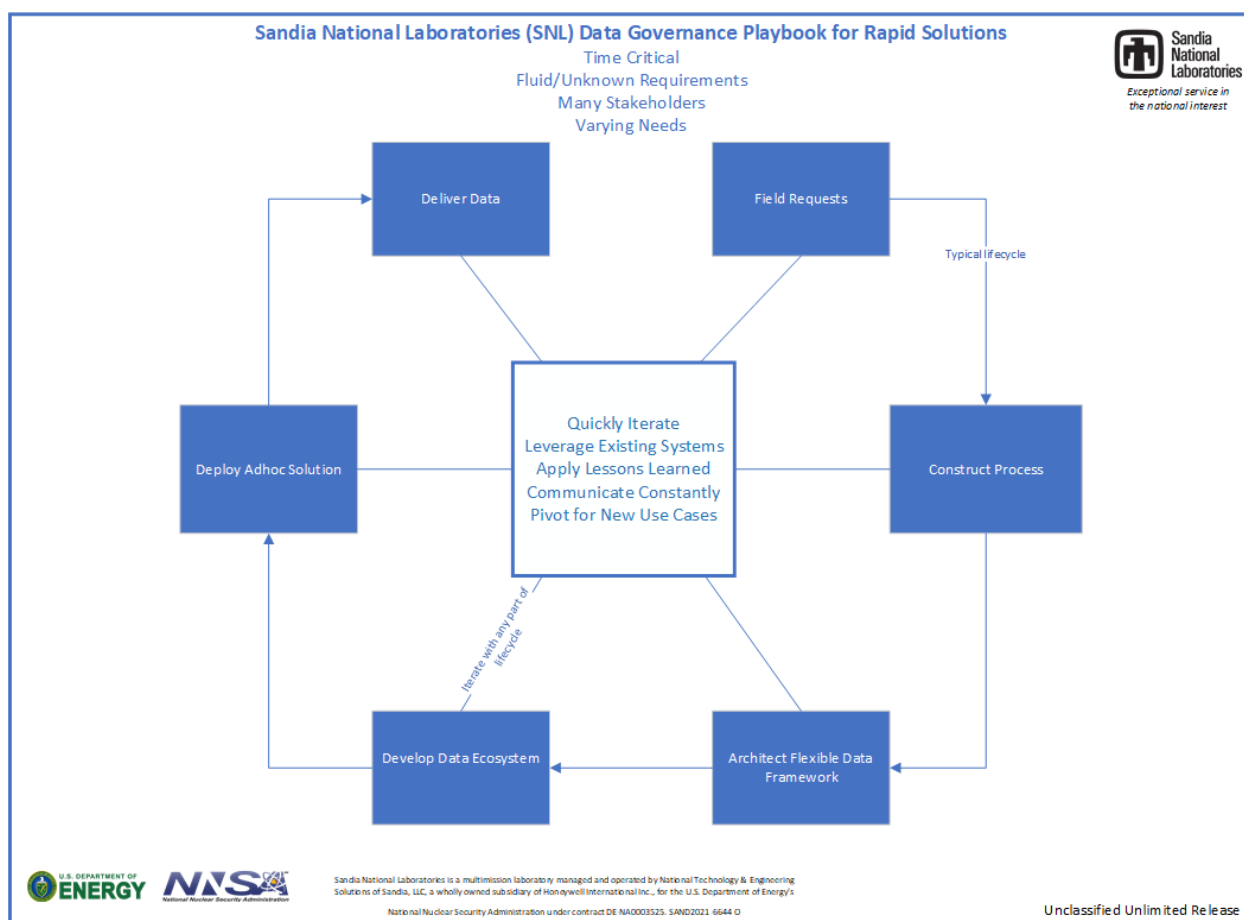 Sandia National Laboratories (SNL) Data Governance Playbook for Rapid Solutions
Time Critical
Fluid/Unknown Requirements
Many Stakeholders
Varying Needs
Sandia
National
Laboratories
Exceptional service in
the national interest
Deliver Data
Field Requests
Typical lifecycle
Quickly Iterate
Leverage Existing Systems
Apply Lessons Learned
Communicate Constantly
Pivot for New Use Cases
Deploy Adhoc Solution
Construct Process
Iterate with any part of
lifecycle
Develop Data Ecosystem
Architect Flexible Data
Framework
U.S. DEPARTMENT OF
ENERGY
NNSA
National Nuclear Security Administration
Sandia National Laboratories is a multimission laboratory managed and operated by National Technology & Engineering
Solutions of Sandia, LLC, a wholly owned subsidiary of Honeywell International Inc., for the U.S. Department of Energy's
National Nuclear Security Administration under contract DE-NA0003525. SAND2021-6644 O
Unclassified Unlimited Release